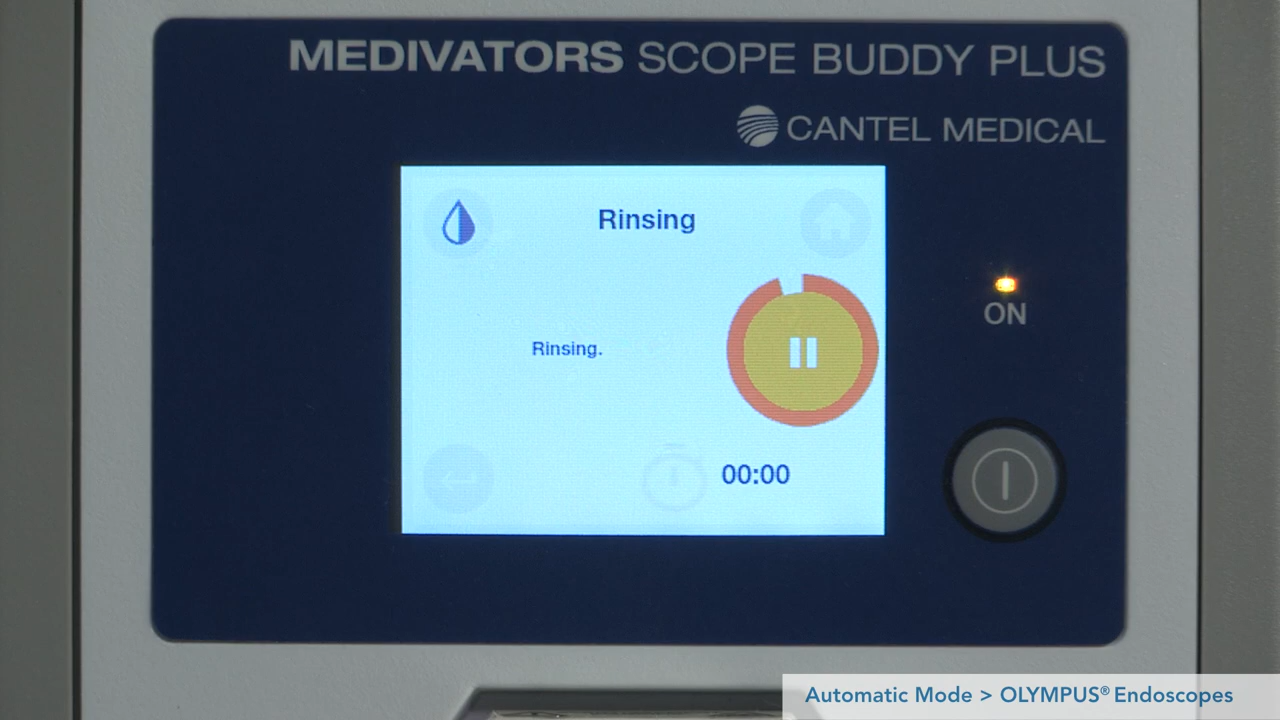 MEDIVATORS SCOPE BUDDY PLUS
CANTEL MEDICAL
Rinsing
Rinsing.
00:00
ON
Automatic Mode > OLYMPUS® Endoscopes